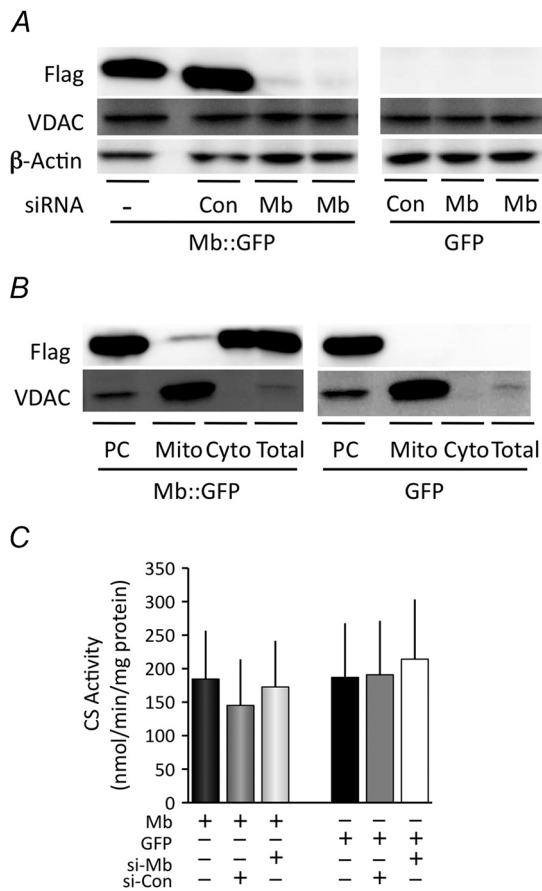 A
Flag
VDAC
β-Actin
siRNA - Con Mb Mb Con Mb Mb
Mb::GFP GFP
B
Flag
VDAC
PC Mito Cyto Total PC Mito Cyto Total
Mb::GFP GFP
C
CS Activity
(nmol/min/mg protein)
350
300
250
200
150
100
50
0
Mb + + + − − −
GFP − − − + + +
si-Mb − − + − − +
si-Con − + − − + −